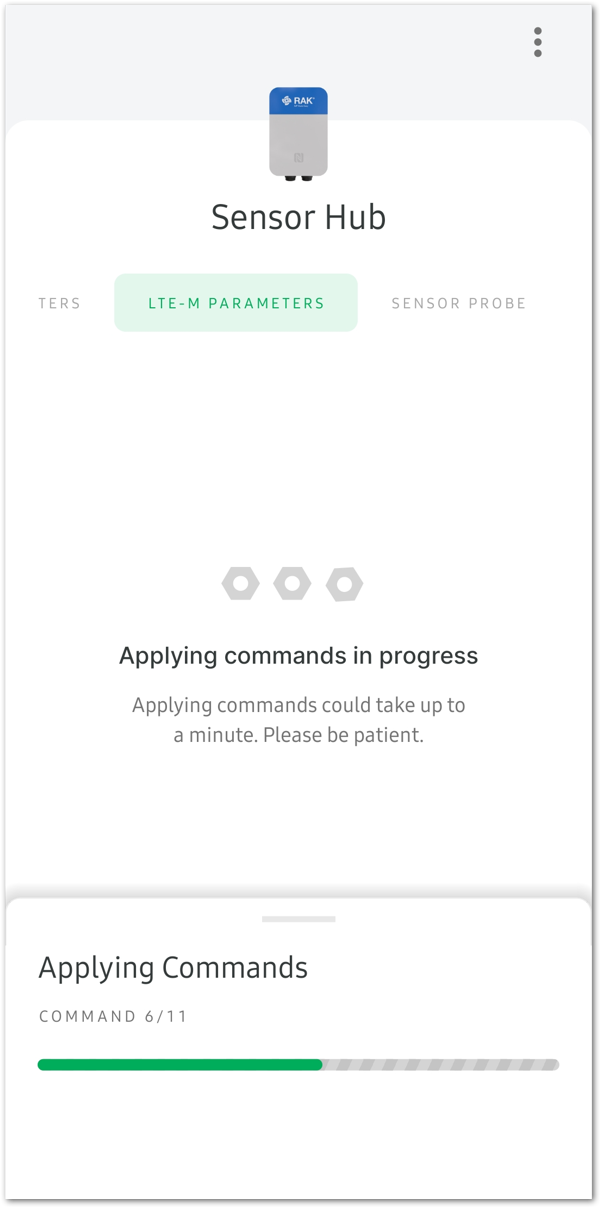 RAK
Sensor Hub
TERS
LTE-M PARAMETERS
SENSOR PROBE
Applying commands in progress
Applying commands could take up to
a minute. Please be patient.
Applying Commands
COMMAND 6/11